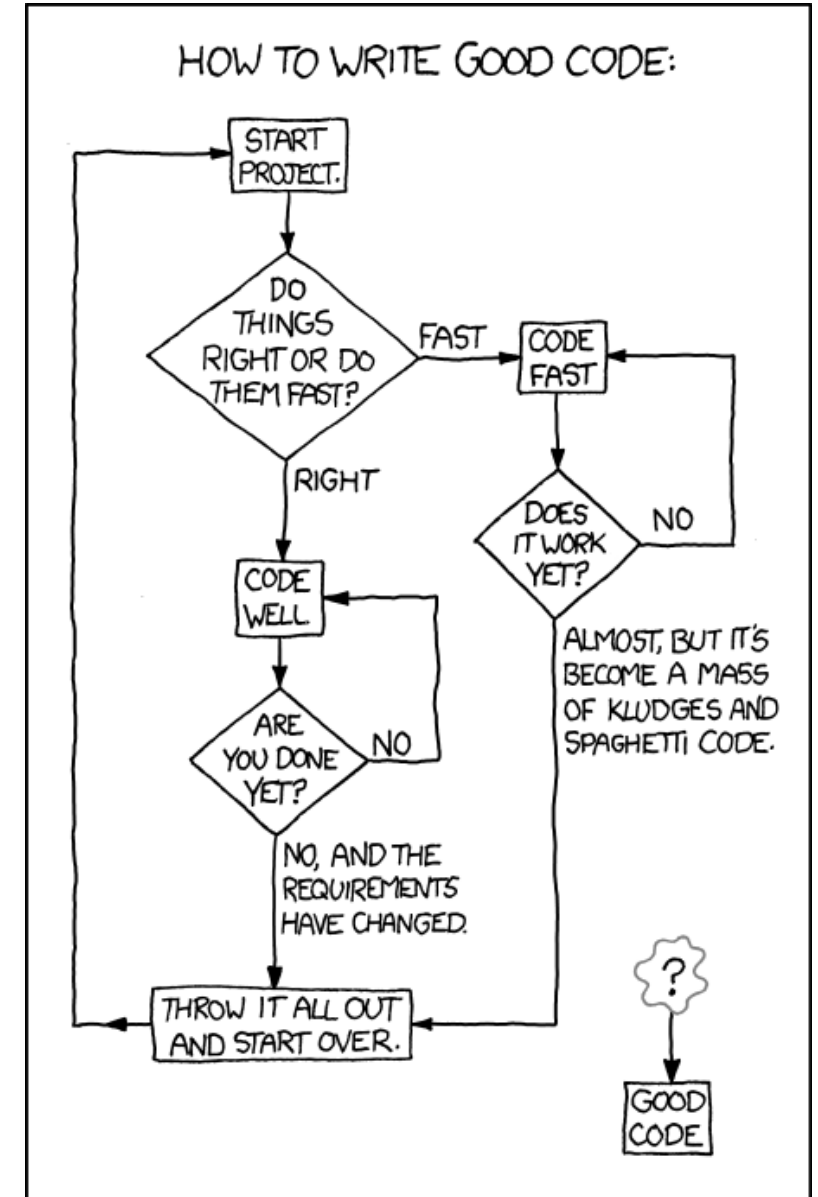 HOW TO WRITE GOOD CODE:
START
PROJECT.
DO
THINGS
RIGHT OR DO
THEM FAST?
FAST
CODE
FAST
RIGHT
DOES
IT WORK
YET?
NO
CODE
WELL
ALMOST, BUT IT'S
BECOME A MASS
OF KLUDGES AND
SPAGHETTI CODE.
ARE
YOU DONE
YET?
NO
NO, AND THE
REQUIREMENTS
HAVE CHANGED.
THROW IT ALL OUT
AND START OVER.
?
GOOD
CODE